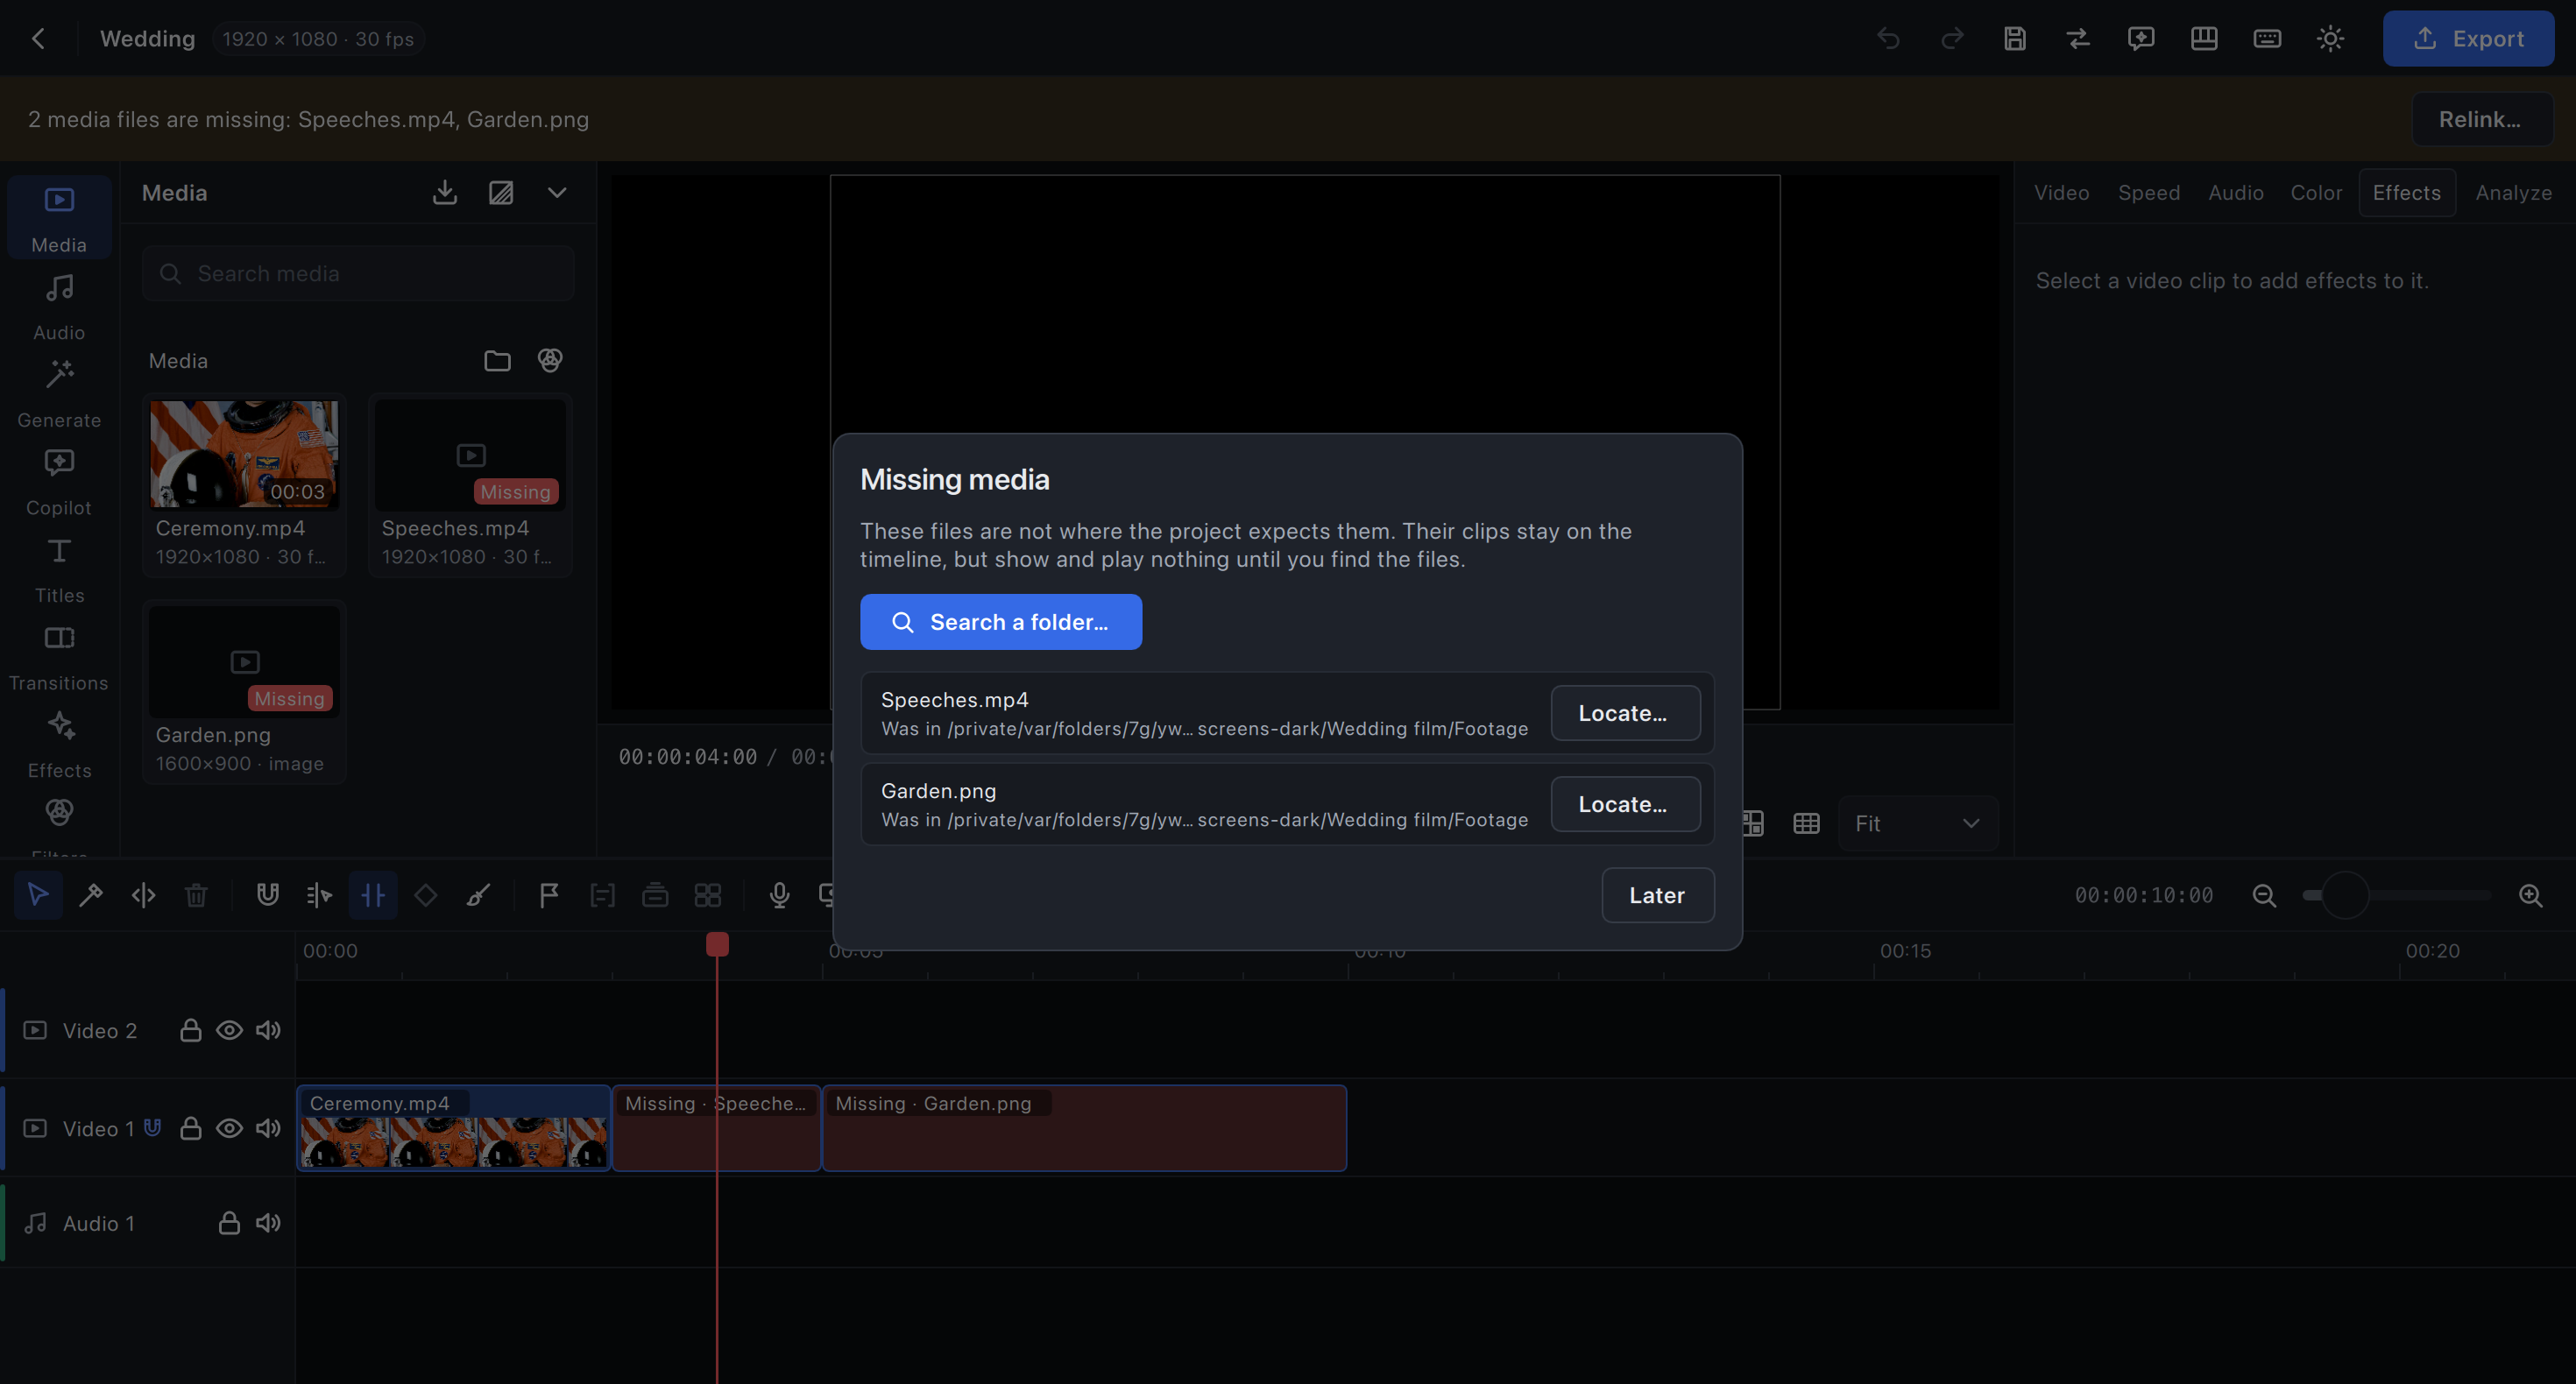 Wedding
1920 × 1080 · 30 fps
Export
2 media files are missing: Speeches.mp4, Garden.png
Relink…
Media
Audio
Generate
Copilot
Titles
Transitions
Effects
Media
Search media
Media
00:03
Ceremony.mp4
1920×1080 · 30 f…
Missing
Speeches.mp4
1920×1080 · 30 f…
Missing
Garden.png
1600×900 · image
Video
Speed
Audio
Color
Effects
Analyze
Select a video clip to add effects to it.
Missing media
These files are not where the project expects them. Their clips stay on the
timeline, but show and play nothing until you find the files.
Search a folder…
Speeches.mp4
Was in /private/var/folders/7g/yw… screens-dark/Wedding film/Footage
Locate…
Garden.png
Was in /private/var/folders/7g/yw… screens-dark/Wedding film/Footage
Locate…
Later
00:00:04:00 /
Fit
00:00:10:00
00:00
00:05
00:10
00:15
00:20
Video 2
Video 1
Ceremony.mp4
Missing · Speeche…
Missing · Garden.png
Audio 1